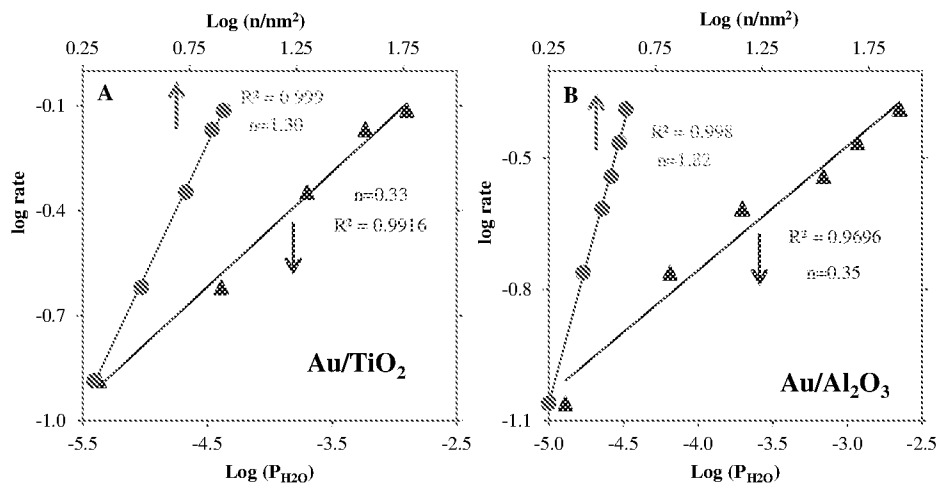 Log (n/nm²)
0.25 0.75 1.25 1.75
A
R² = 0.999
n=1.30
n=0.33
R² = 0.9916
Au/TiO₂
log rate
-0.1
-0.4
-0.7
-1.0
-5.5 -4.5 -3.5 -2.5
Log (P_H2O)
Log (n/nm²)
0.25 0.75 1.25 1.75
B
R² = 0.998
R² = 0.9696
n=0.35
Au/Al₂O₃
log rate
-0.5
-0.8
-1.1
-5.0 -4.5 -4.0 -3.5 -3.0 -2.5
Log (P_H2O)